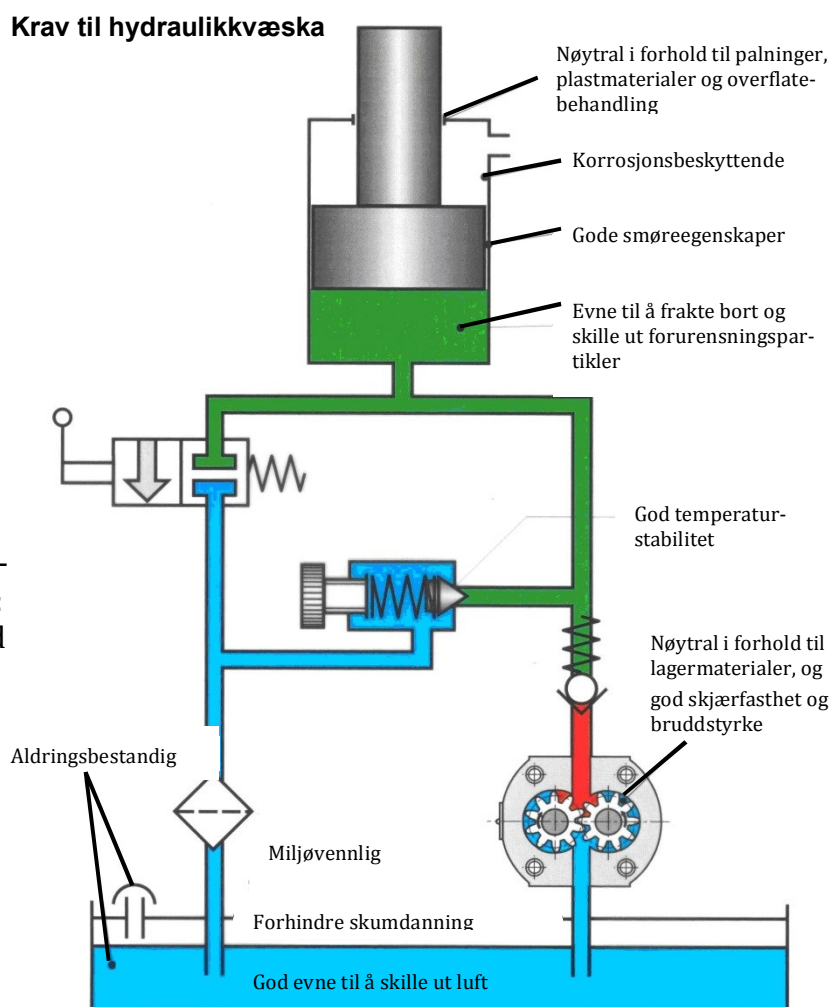 Krav til hydraulikkvæska
Nøytral i forhold til palninger,
plastmaterialer og overflate-
behandling
Korrosjonsbeskyttende
Gode smøreegenskaper
Evne til å frakte bort og
skille ut forurensningspar-
tikler
God temperatur-
stabilitet
Nøytral i forhold til
lagermaterialer, og
god skjærfasthet og
bruddstyrke
Aldringsbestandig
Miljøvennlig
Forhindre skumdanning
God evne til å skille ut luft